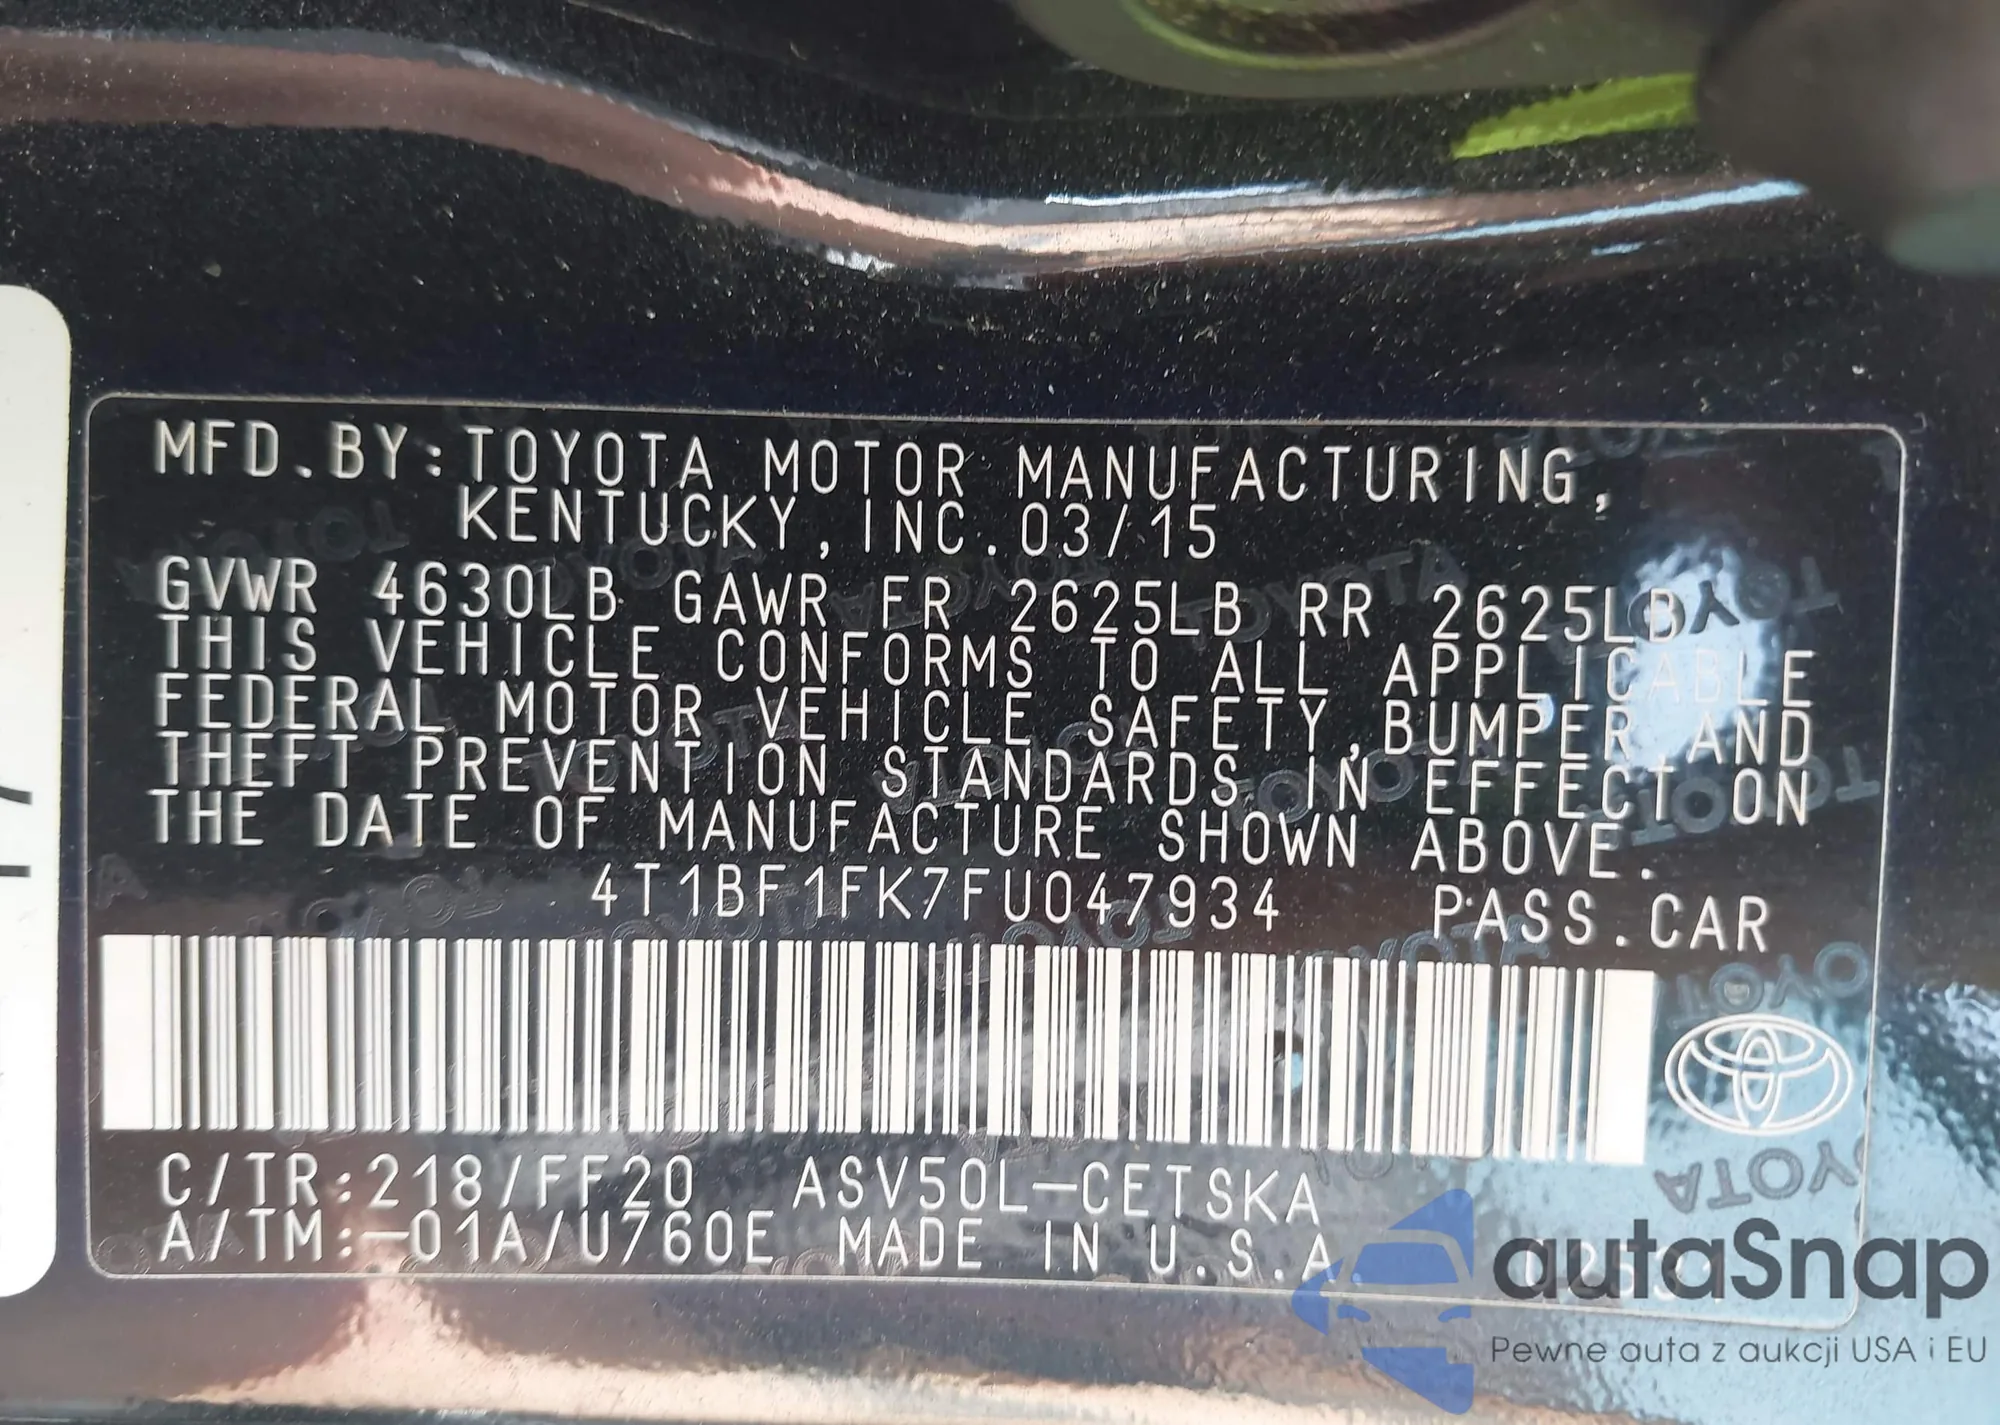 MFD.BY:TOYOTA MOTOR MANUFACTURING,
KENTUCKY, INC.03/15
GVWR 4630LB GAWR FR 2625LB RR 2625LB
THIS VEHICLE CONFORMS TO ALL APPLICABLE
FEDERAL MOTOR VEHICLE SAFETY,BUMPER,AND
THEFT PREVENTION STANDARDS IN EFFECT ON
THE DATE OF MANUFACTURE SHOWN ABOVE.
4T1BF1FK7FU047934 PASS.CAR
C/TR:218/FF20 ASV50L-CETSKA
A/TM:-01A/U760E MADE IN U.S.A.
autaSnap
Pewne auta z aukcji USA i EU